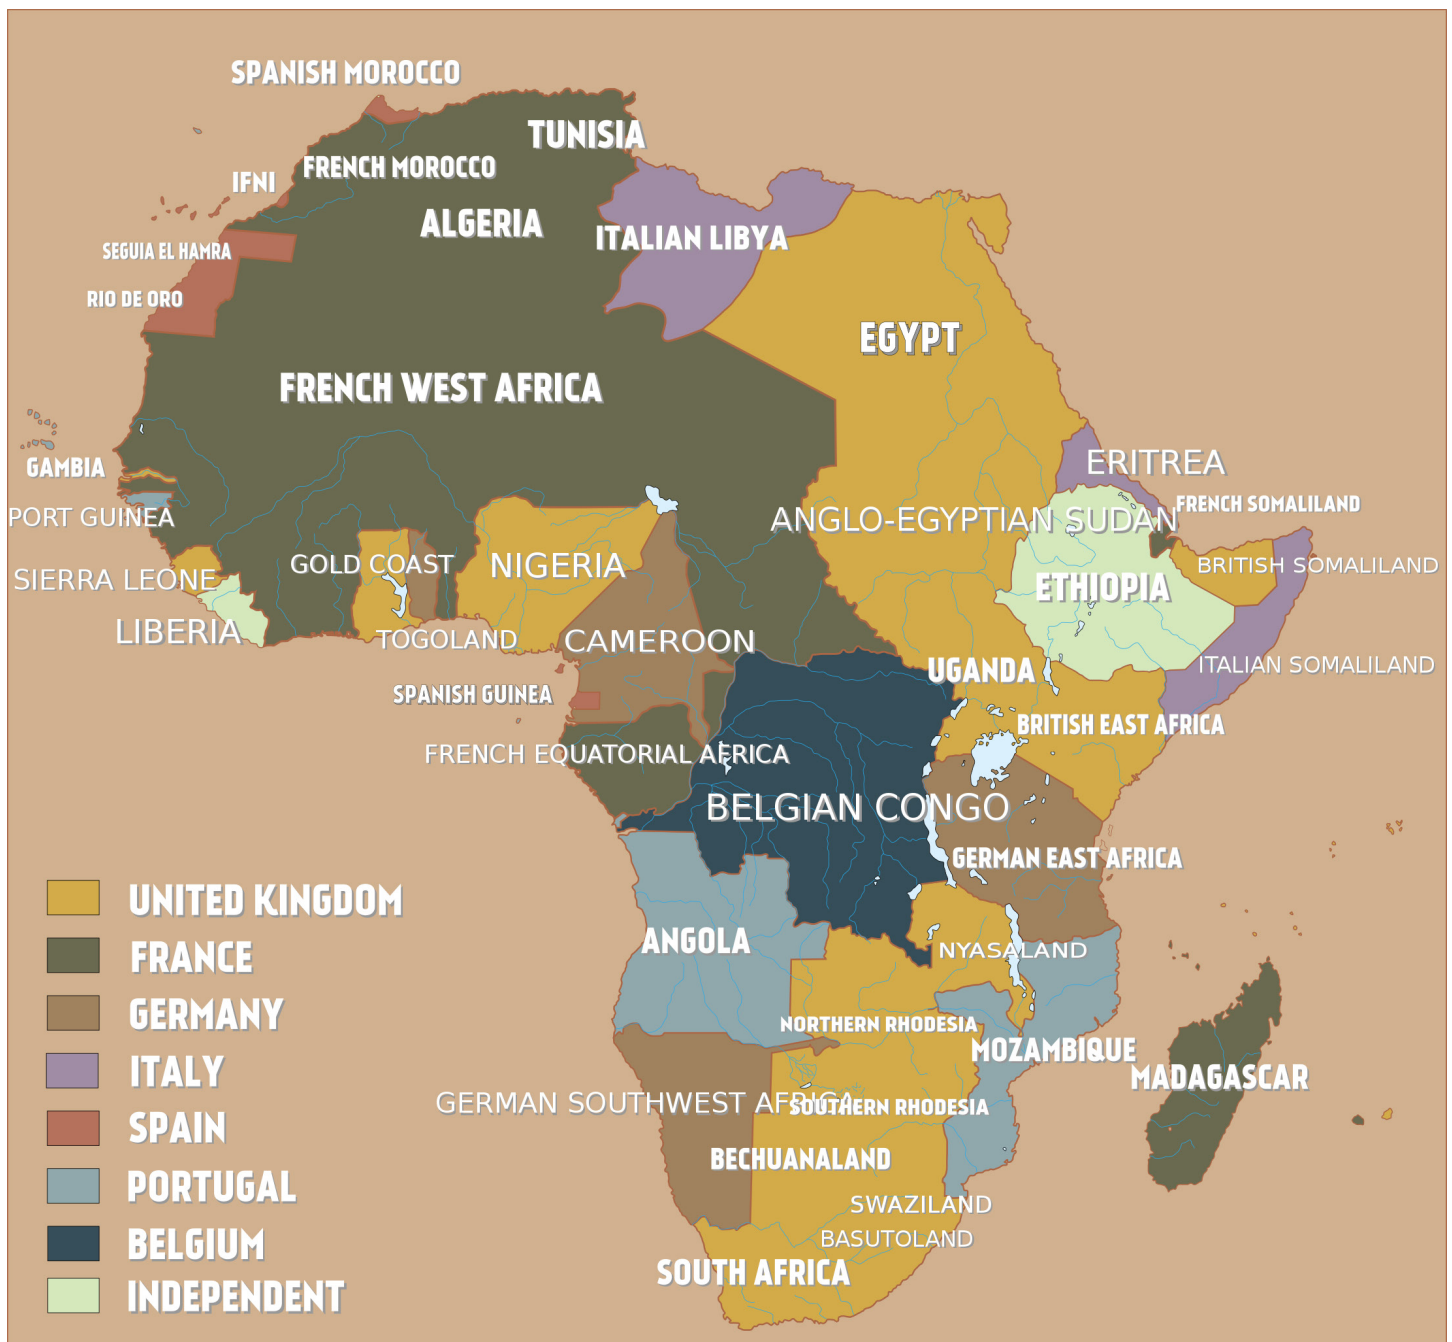 SPANISH MOROCCO
TUNISIA
FRENCH MOROCCO
IFNI
ALGERIA
ITALIAN LIBYA
SEGUIA EL HAMRA
RIO DE ORO
EGYPT
FRENCH WEST AFRICA
GAMBIA
ERITREA
FRENCH SOMALILAND
PORT GUINEA
ANGLO-EGYPTIAN SUDAN
GOLD COAST
NIGERIA
BRITISH SOMALILAND
SIERRA LEONE
ETHIOPIA
LIBERIA
TOGOLAND
CAMEROON
ITALIAN SOMALILAND
UGANDA
SPANISH GUINEA
BRITISH EAST AFRICA
FRENCH EQUATORIAL AFRICA
BELGIAN CONGO
GERMAN EAST AFRICA
ANGOLA
NYASALAND
NORTHERN RHODESIA
MOZAMBIQUE
MADAGASCAR
GERMAN SOUTHWEST AFRICA
SOUTHERN RHODESIA
BECHUANALAND
SWAZILAND
BASUTOLAND
SOUTH AFRICA
UNITED KINGDOM
FRANCE
GERMANY
ITALY
SPAIN
PORTUGAL
BELGIUM
INDEPENDENT